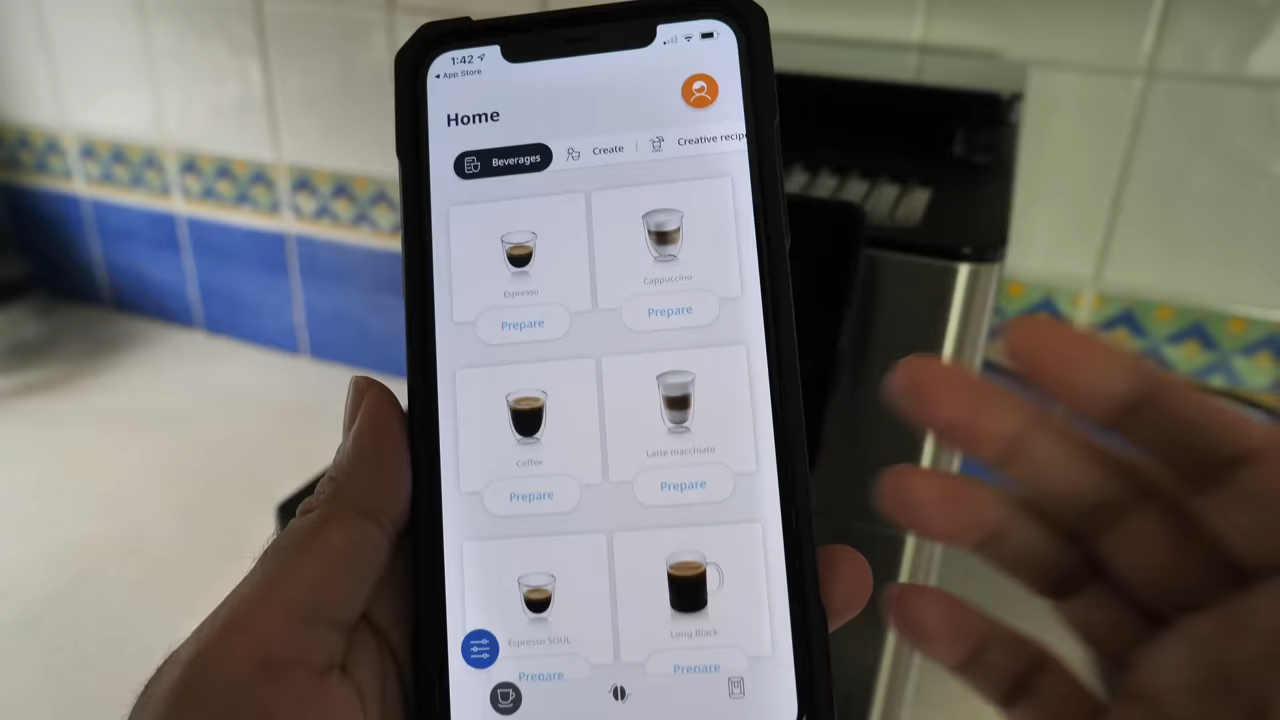 1:42
App Store
Home
Beverages
Create
Creative recip
Espresso
Cappuccino
Prepare
Prepare
Coffee
Latte macchiato
Prepare
Prepare
Espresso SOUL
Long Black
Prepare
Prepare